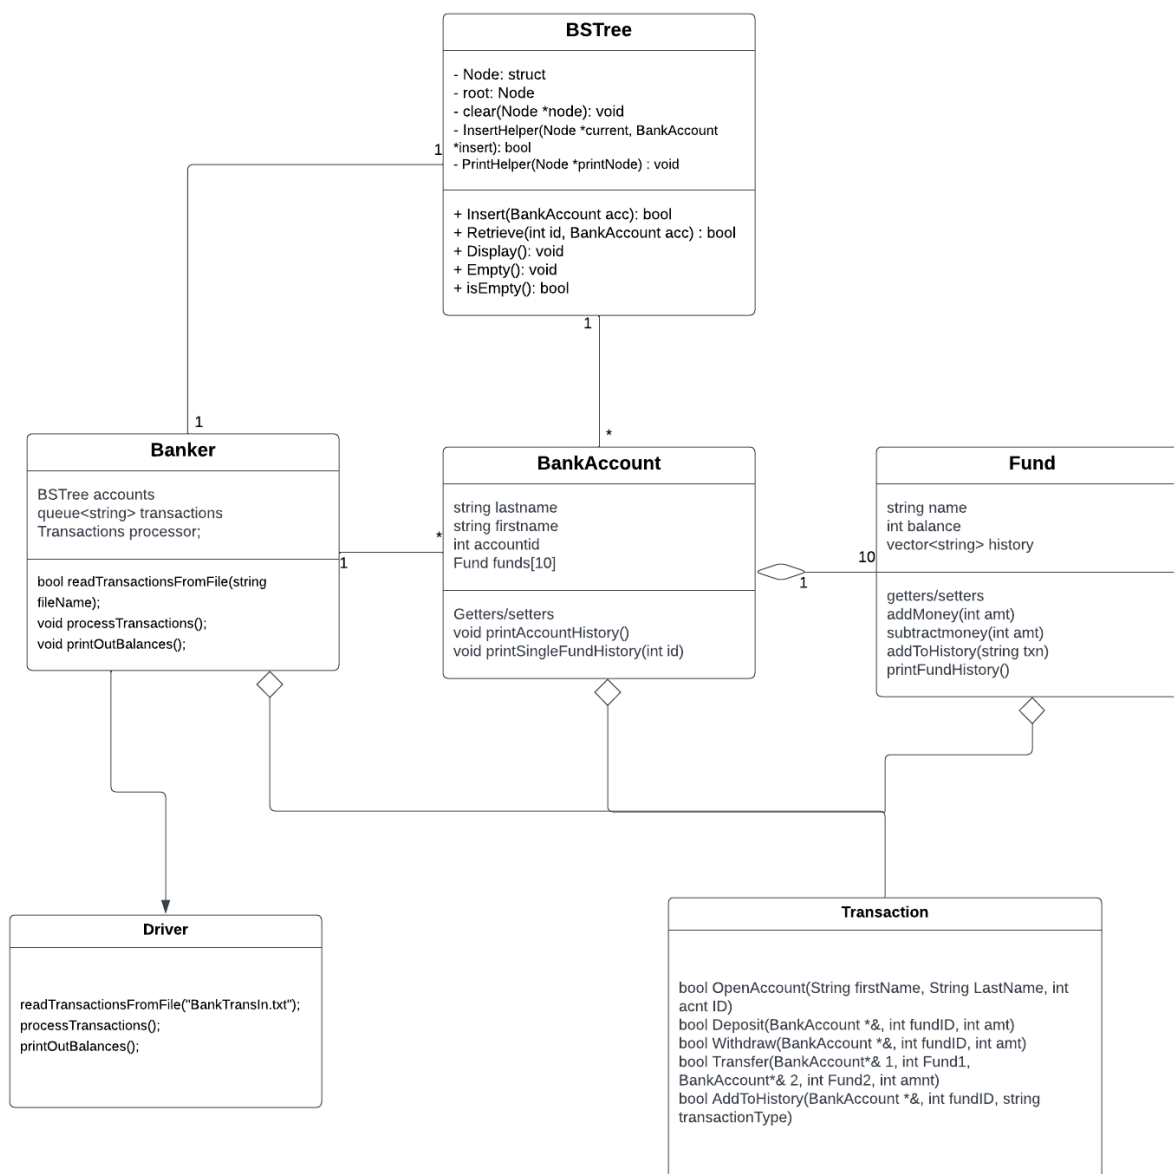 BSTree
- Node: struct
- root: Node
- clear(Node *node): void
- InsertHelper(Node *current, BankAccount
*insert): bool
- PrintHelper(Node *printNode) : void
+ Insert(BankAccount acc): bool
+ Retrieve(int id, BankAccount acc) : bool
+ Display(): void
+ Empty(): void
+ isEmpty(): bool
1
1
1
*
Banker
BSTree accounts
queue<string> transactions
Transactions processor;
bool readTransactionsFromFile(string
fileName);
void processTransactions();
void printOutBalances();
1
*
BankAccount
string lastname
string firstname
int accountid
Fund funds[10]
Getters/setters
void printAccountHistory()
void printSingleFundHistory(int id)
1
10
Fund
string name
int balance
vector<string> history
getters/setters
addMoney(int amt)
subtractmoney(int amt)
addToHistory(string txn)
printFundHistory()
Driver
readTransactionsFromFile("BankTransIn.txt");
processTransactions();
printOutBalances();
Transaction
bool OpenAccount(String firstName, String LastName, int
acnt ID)
bool Deposit(BankAccount *&, int fundID, int amt)
bool Withdraw(BankAccount *&, int fundID, int amt)
bool Transfer(BankAccount*& 1, int Fund1,
BankAccount*& 2, int Fund2, int amnt)
bool AddToHistory(BankAccount *&, int fundID, string
transactionType)